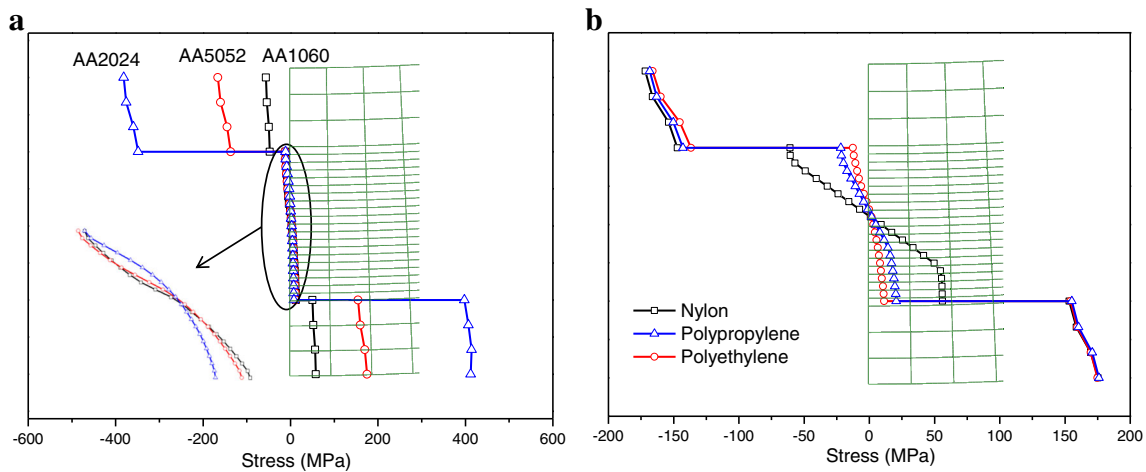 a
AA2024 AA5052 AA1060
-600 -400 -200 0 200 400 600
Stress (MPa)
b
Nylon
Polypropylene
Polyethylene
-200 -150 -100 -50 0 50 100 150 200
Stress (MPa)